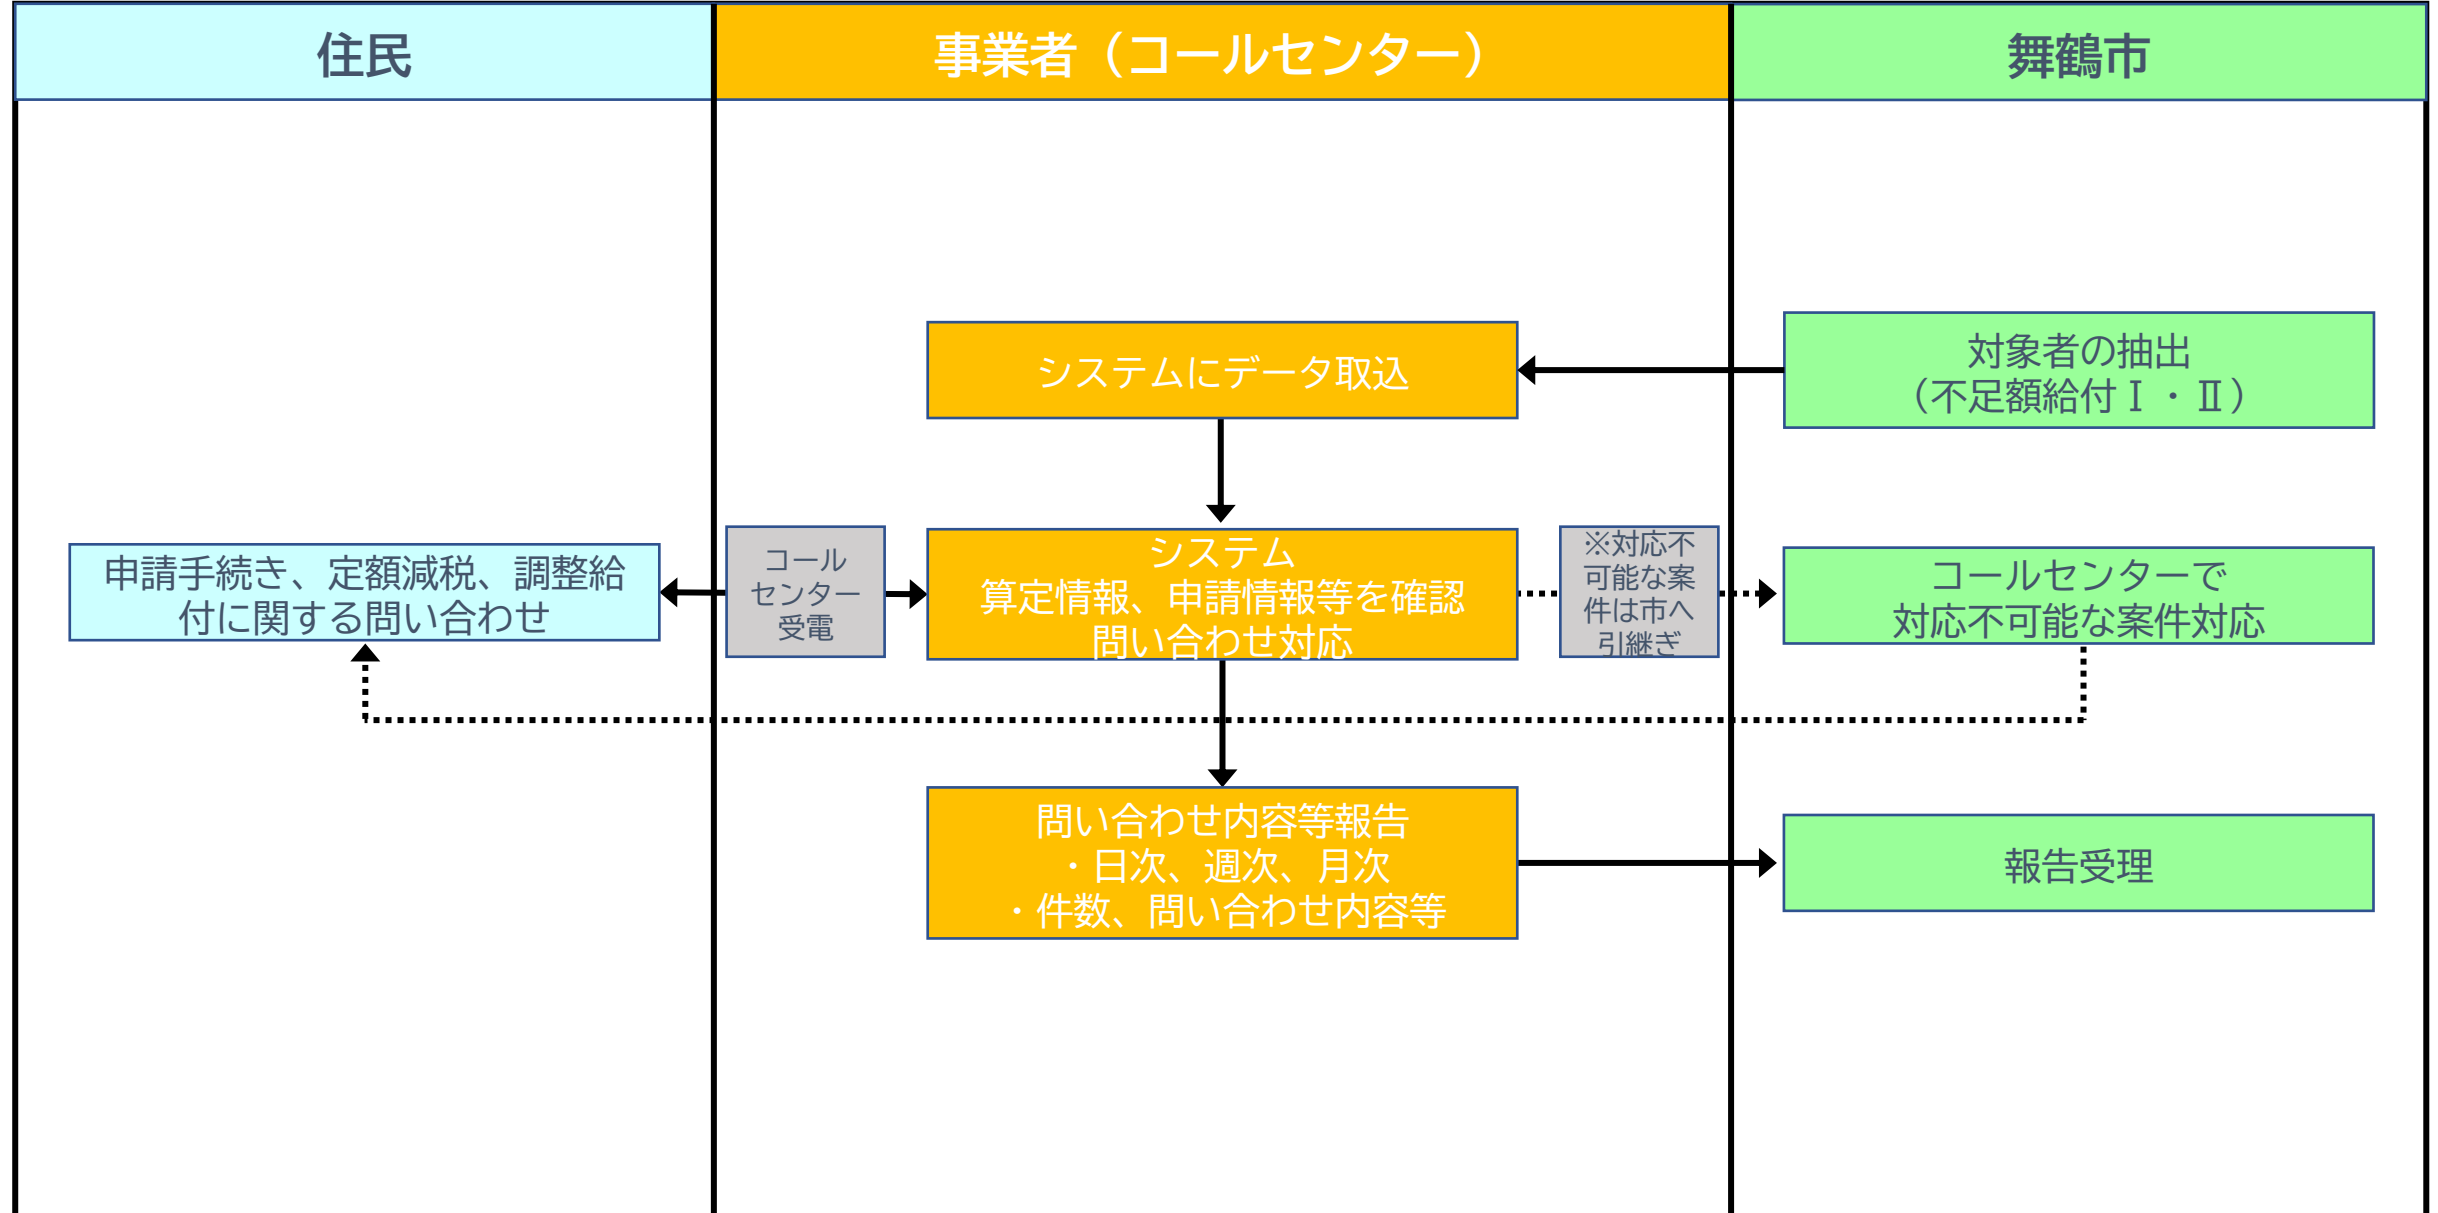 住民
事業者（コールセンター）
舞鶴市
システムにデータ取込
対象者の抽出
（不足額給付Ⅰ・Ⅱ）
申請手続き、定額減税、調整給
付に関する問い合わせ
コール
センター
受電
システム
算定情報、申請情報等を確認
問い合わせ対応
※対応不
可能な案
件は市へ
引継ぎ
コールセンターで
対応不可能な案件対応
問い合わせ内容等報告
・日次、週次、月次
・件数、問い合わせ内容等
報告受理